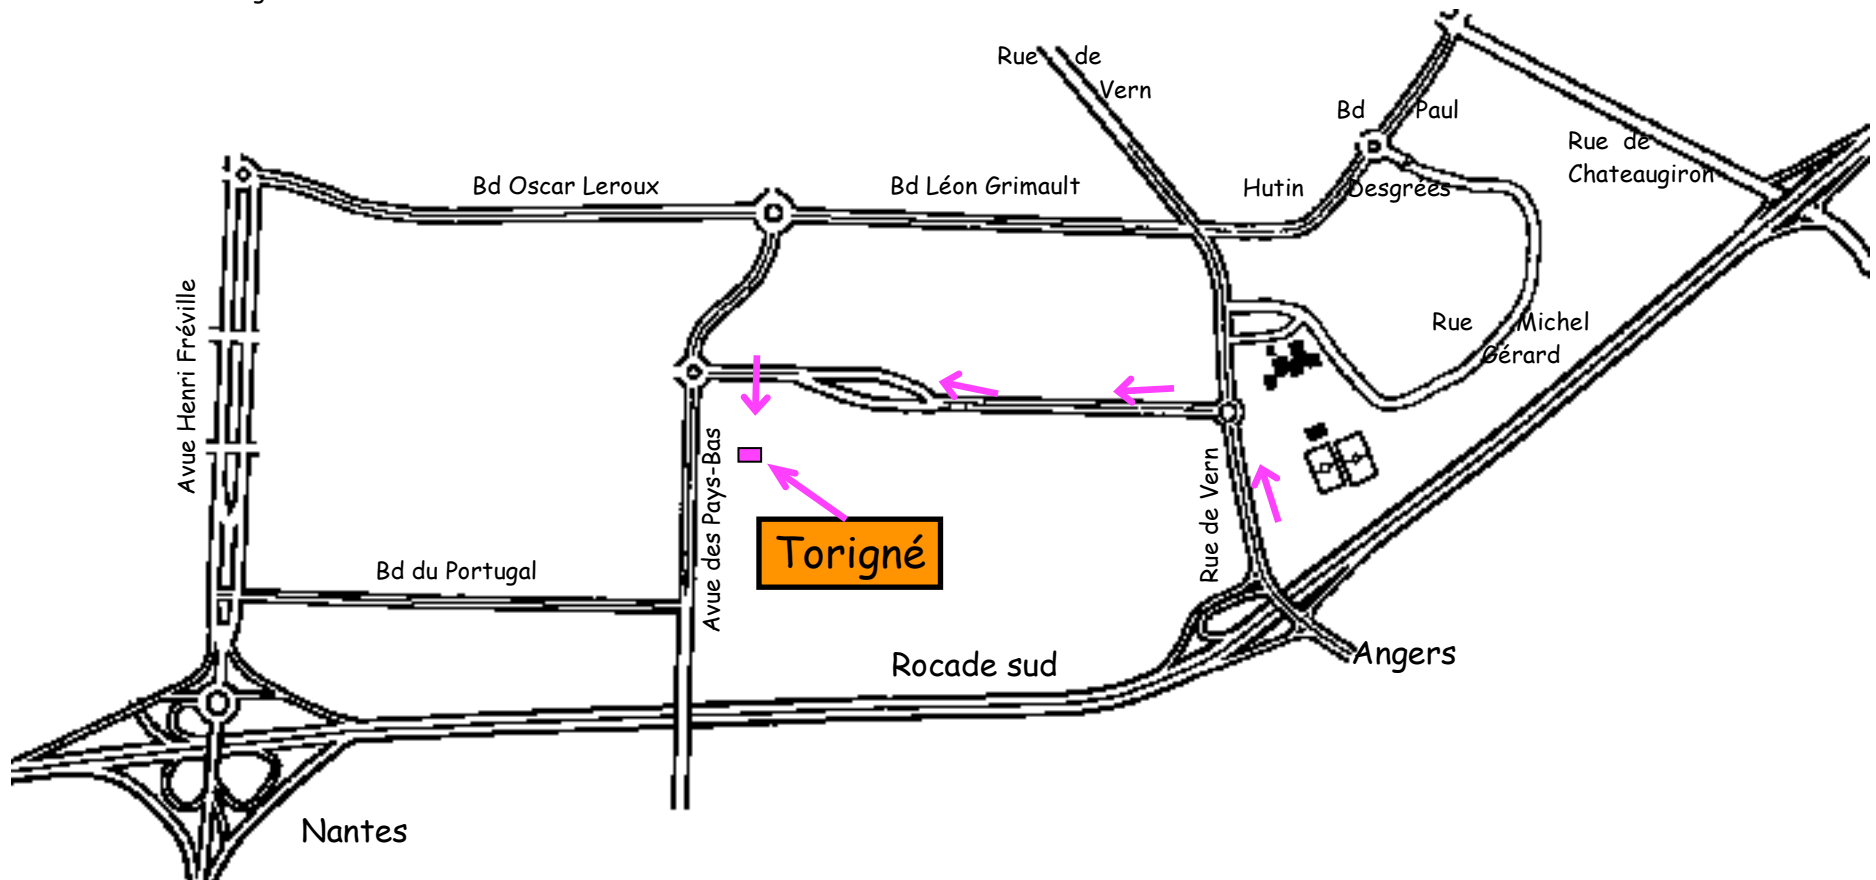 Rue de
Vern
Bd Paul
Hutin Desgrées
Rue de
Chateaugiron
Bd Oscar Leroux
Bd Léon Grimault
Avue Henri Fréville
Rue Michel
Gérard
Avue des Pays-Bas
Rue de Vern
Torigné
Bd du Portugal
Rocade sud
Angers
Nantes